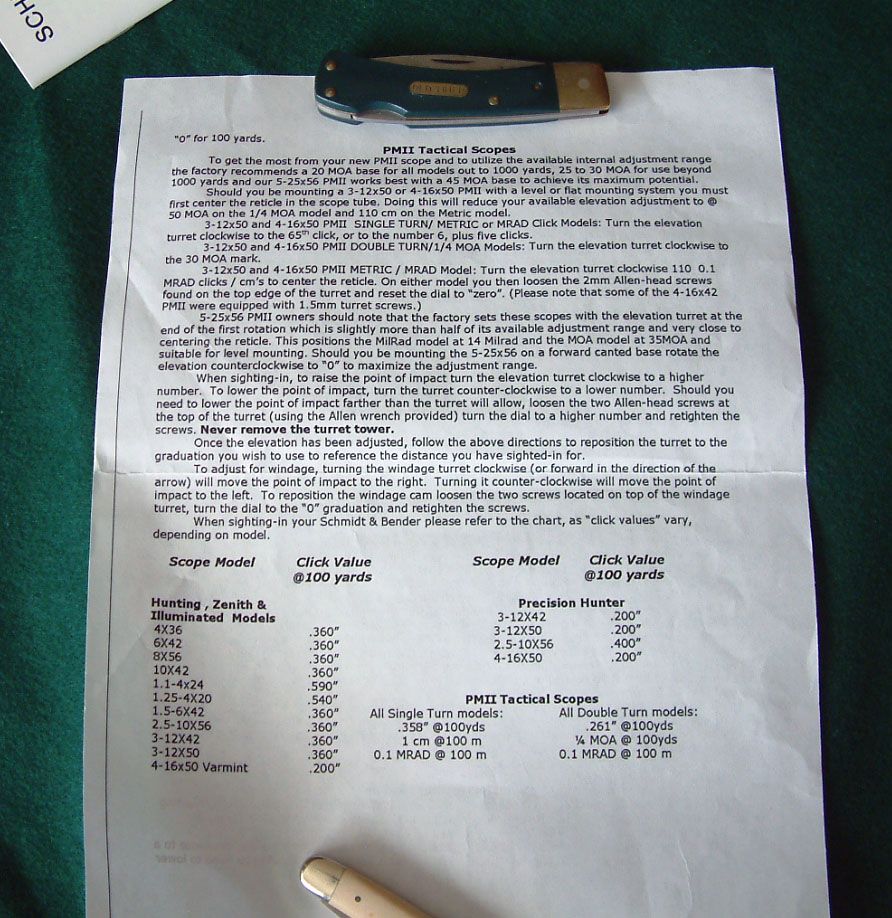 SCH
OLD TIMER
"0" for 100 yards.
PMII Tactical Scopes
To get the most from your new PMII scope and to utilize the available internal adjustment range
the factory recommends a 20 MOA base for all models out to 1000 yards, 25 to 30 MOA for use beyond
1000 yards and our 5-25x56 PMII works best with a 45 MOA base to achieve its maximum potential.
Should you be mounting a 3-12x50 or 4-16x50 PMII with a level or flat mounting system you must
first center the reticle in the scope tube. Doing this will reduce your available elevation adjustment to @
50 MOA on the 1/4 MOA model and 110 cm on the Metric model.
3-12x50 and 4-16x50 PMII SINGLE TURN/ METRIC or MRAD Click Models: Turn the elevation
turret clockwise to the 65th click, or to the number 6, plus five clicks.
3-12x50 and 4-16x50 PMII DOUBLE TURN/1/4 MOA Models: Turn the elevation turret clockwise to
the 30 MOA mark.
3-12x50 and 4-16x50 PMII METRIC / MRAD Model: Turn the elevation turret clockwise 110 0.1
MRAD clicks / cm's to center the reticle. On either model you then loosen the 2mm Allen-head screws
found on the top edge of the turret and reset the dial to "zero". (Please note that some of the 4-16x42
PMII were equipped with 1.5mm turret screws.)
5-25x56 PMII owners should note that the factory sets these scopes with the elevation turret at the
end of the first rotation which is slightly more than half of its available adjustment range and very close to
centering the reticle. This positions the MilRad model at 14 Milrad and the MOA model at 35MOA and
suitable for level mounting. Should you be mounting the 5-25x56 on a forward canted base rotate the
elevation counterclockwise to "0" to maximize the adjustment range.
When sighting-in, to raise the point of impact turn the elevation turret clockwise to a higher
number. To lower the point of impact, turn the turret counter-clockwise to a lower number. Should you
need to lower the point of impact farther than the turret will allow, loosen the two Allen-head screws at
the top of the turret (using the Allen wrench provided) turn the dial to a higher number and retighten the
screws. Never remove the turret tower.
Once the elevation has been adjusted, follow the above directions to reposition the turret to the
graduation you wish to use to reference the distance you have sighted-in for.
To adjust for windage, turning the windage turret clockwise (or forward in the direction of the
arrow) will move the point of impact to the right. Turning it counter-clockwise will move the point of
impact to the left. To reposition the windage cam loosen the two screws located on top of the windage
turret, turn the dial to the "0" graduation and retighten the screws.
When sighting-in your Schmidt & Bender please refer to the chart, as "click values" vary,
depending on model.
Scope Model Click Value
@100 yards
Hunting , Zenith &
Illuminated Models
4X36 .360"
6X42 .360"
8X56 .360"
10X42 .360"
1.1-4x24 .590"
1.25-4X20 .540"
1.5-6X42 .360"
2.5-10X56 .360"
3-12X42 .360"
3-12X50 .360"
4-16x50 Varmint .200"
Scope Model Click Value
@100 yards
Precision Hunter
3-12X42 .200"
3-12X50 .200"
2.5-10X56 .400"
4-16X50 .200"
PMII Tactical Scopes
All Single Turn models: All Double Turn models:
.358" @100yds .261" @100yds
1 cm @100 m ¼ MOA @ 100yds
0.1 MRAD @ 100 m 0.1 MRAD @ 100 m